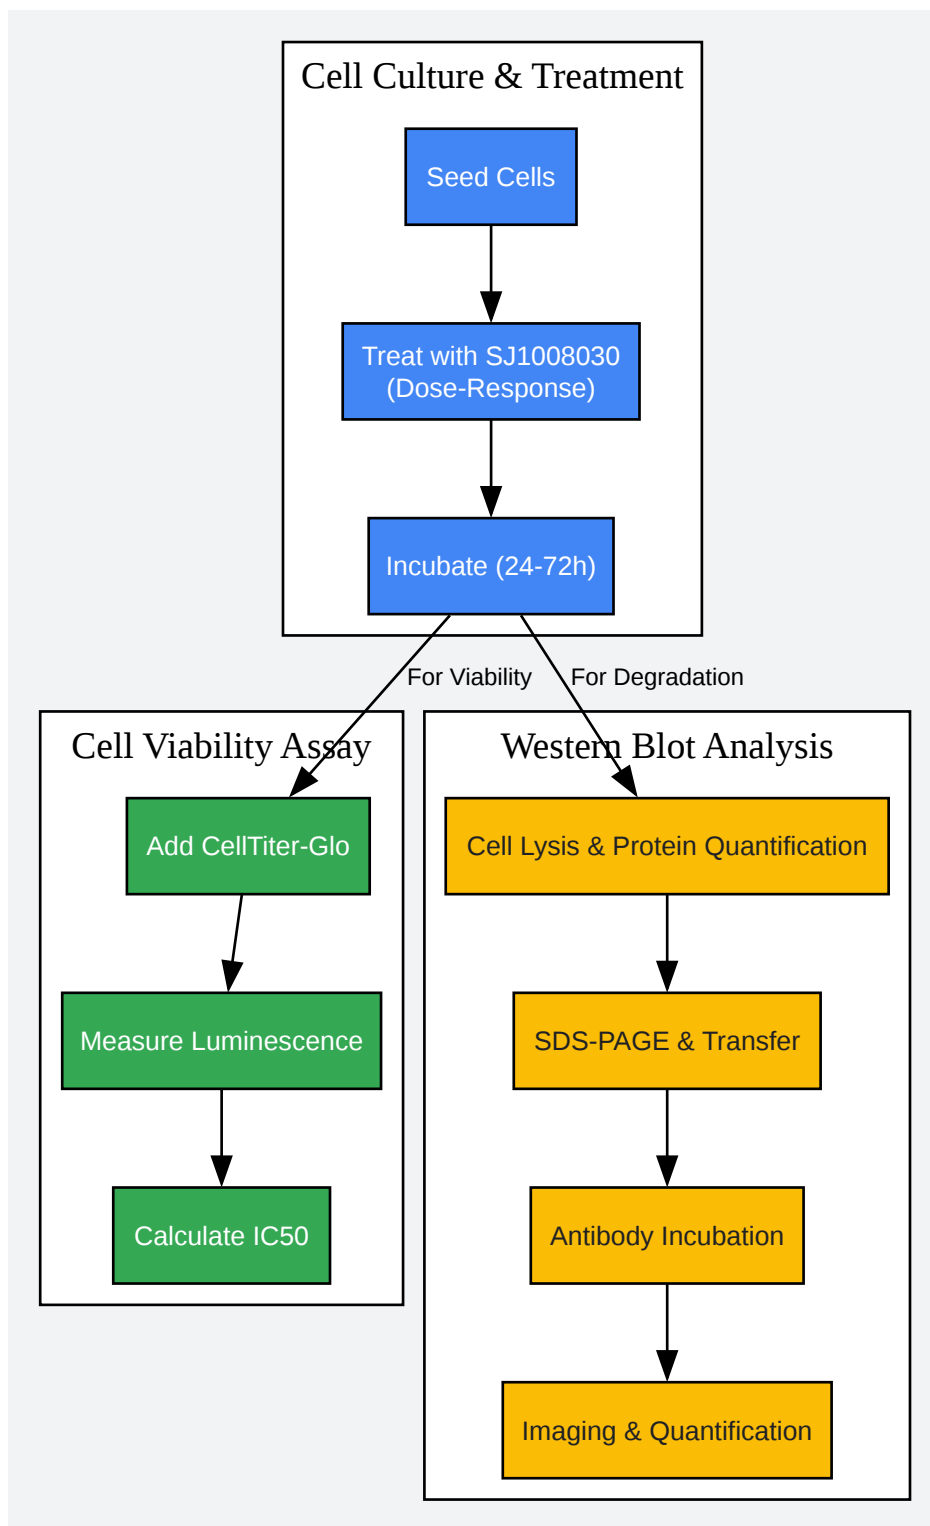 Cell Culture & Treatment
Seed Cells
Treat with SJ1008030
(Dose-Response)
Incubate (24-72h)
For Viability
For Degradation
Cell Viability Assay
Add CellTiter-Glo
Measure Luminescence
Calculate IC50
Western Blot Analysis
Cell Lysis & Protein Quantification
SDS-PAGE & Transfer
Antibody Incubation
Imaging & Quantification